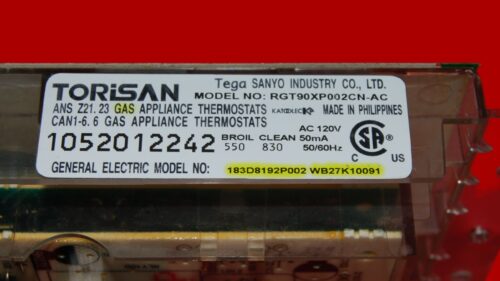 TORiSAN Tega SANYO INDUSTRY CO., LTD.
MODEL NO: RGT90XP002CN-AC
ANS Z21. 23 GAS APPLIANCE THERMOSTATS KATOLEC MADE IN PHILIPPINES
CAN1-6. 6 GAS APPLIANCE THERMOSTATS
AC 120V
1052012242 BROIL CLEAN 50mA
550 830 50/60Hz
GENERAL ELECTRIC MODEL NO: 183D8192P002 WB27K10091
SA
C US